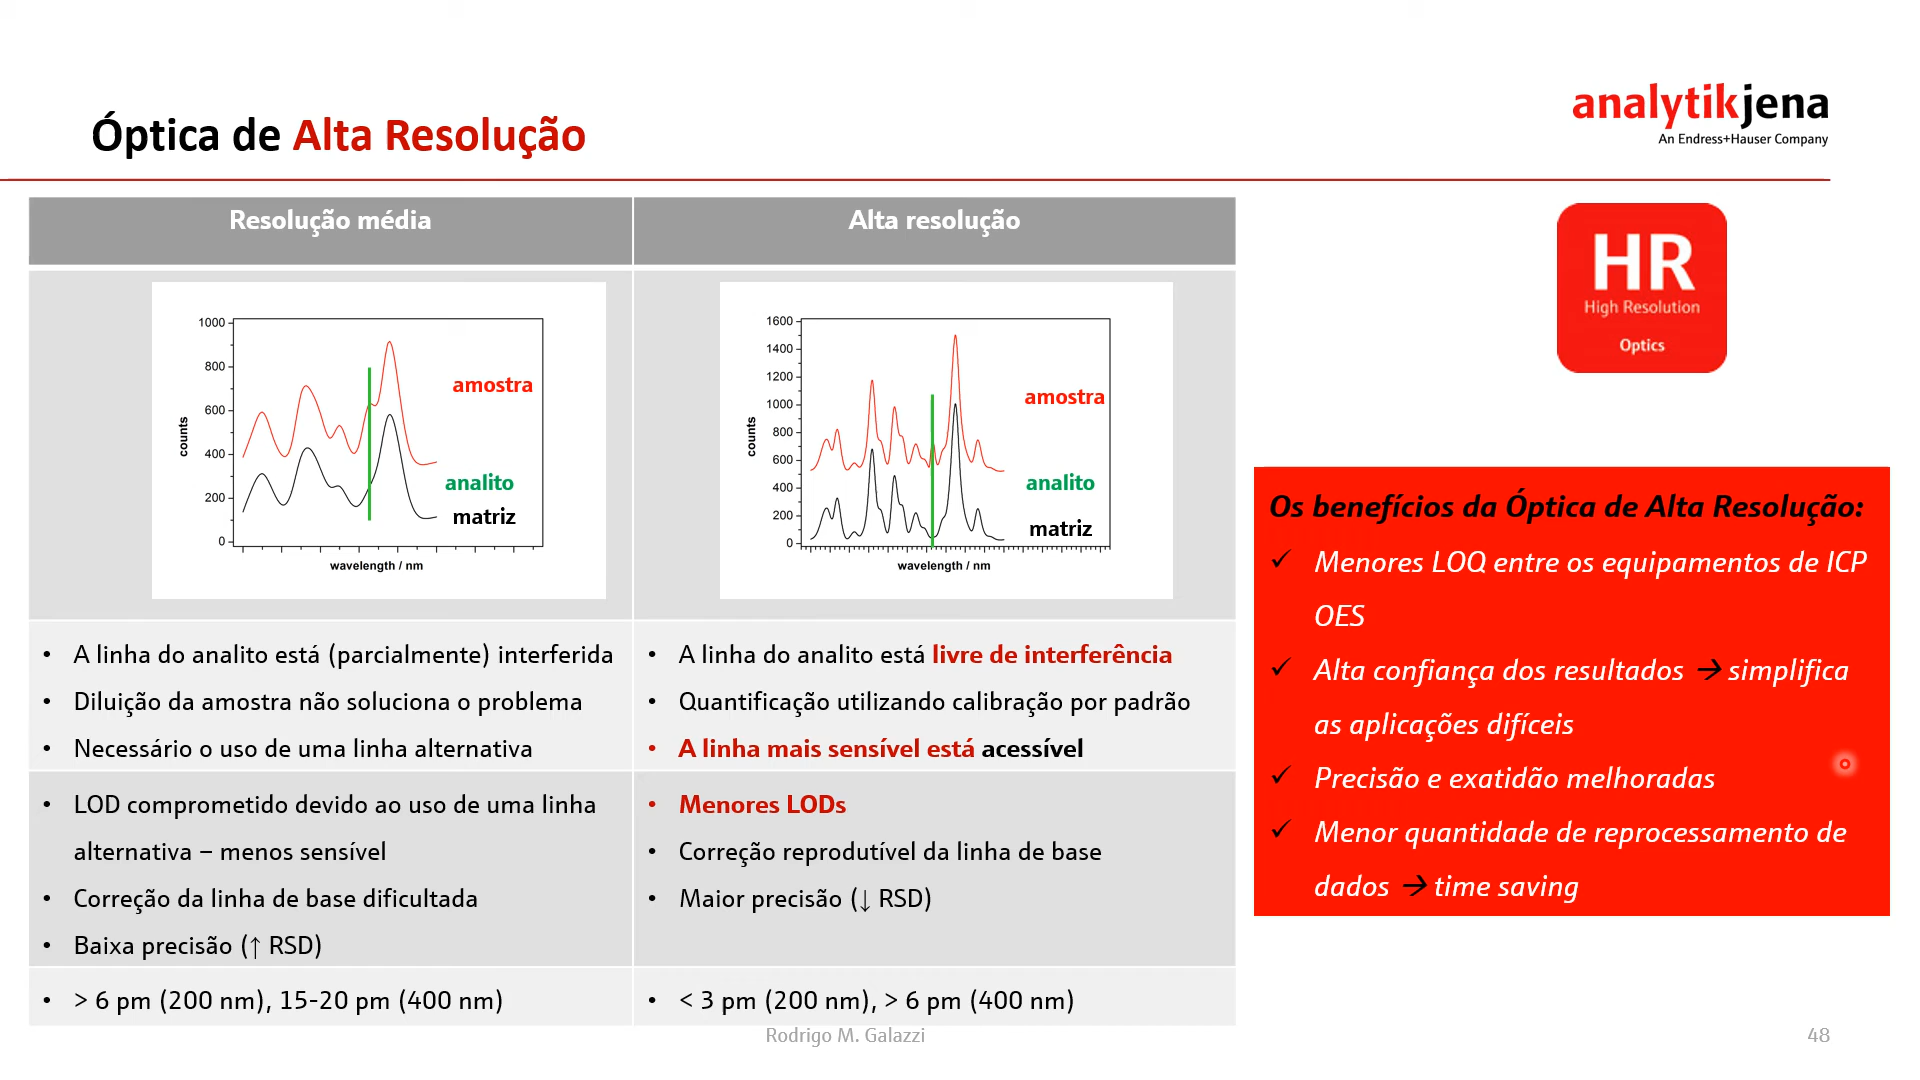 Óptica de Alta Resolução
analytikjena
An Endress+Hauser Company
Resolução média
Alta resolução
1000
800
600
400
200
0
counts
wavelength / nm
amostra
analito
matriz
1600
1400
1200
1000
800
600
400
200
0
counts
wavelength / nm
amostra
analito
matriz
• A linha do analito está (parcialmente) interferida
• Diluição da amostra não soluciona o problema
• Necessário o uso de uma linha alternativa
• A linha do analito está livre de interferência
• Quantificação utilizando calibração por padrão
• A linha mais sensível está acessível
• LOD comprometido devido ao uso de uma linha
alternativa – menos sensível
• Correção da linha de base dificultada
• Baixa precisão (↑ RSD)
• Menores LODs
• Correção reprodutível da linha de base
• Maior precisão (↓ RSD)
• > 6 pm (200 nm), 15-20 pm (400 nm)
• < 3 pm (200 nm), > 6 pm (400 nm)
HR
High Resolution
Optics
Os benefícios da Óptica de Alta Resolução:
✓ Menores LOQ entre os equipamentos de ICP
OES
✓ Alta confiança dos resultados → simplifica
as aplicações difíceis
✓ Precisão e exatidão melhoradas
✓ Menor quantidade de reprocessamento de
dados → time saving
Rodrigo M. Galazzi
48